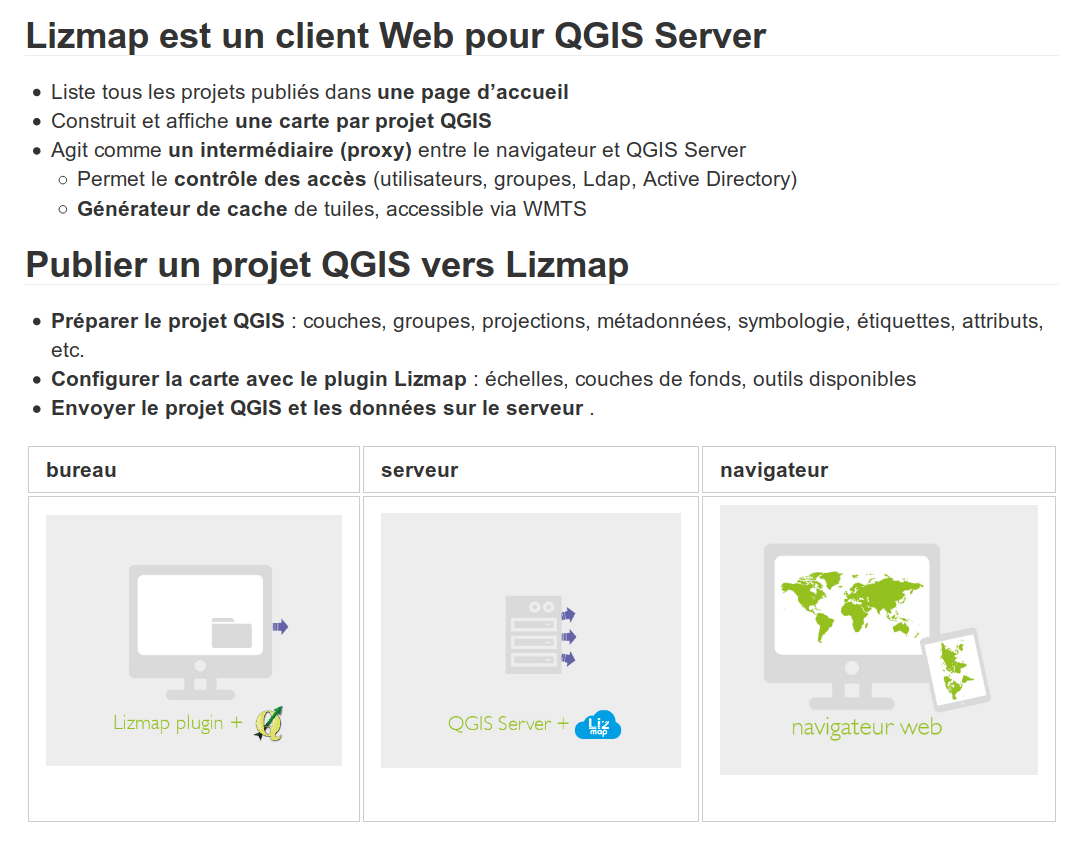 Lizmap est un client Web pour QGIS Server
Liste tous les projets publiés dans une page d’accueil
Construit et affiche une carte par projet QGIS
Agit comme un intermédiaire (proxy) entre le navigateur et QGIS Server
Permet le contrôle des accès (utilisateurs, groupes, Ldap, Active Directory)
Générateur de cache de tuiles, accessible via WMTS
Publier un projet QGIS vers Lizmap
Préparer le projet QGIS : couches, groupes, projections, métadonnées, symbologie, étiquettes, attributs,
etc.
Configurer la carte avec le plugin Lizmap : échelles, couches de fonds, outils disponibles
Envoyer le projet QGIS et les données sur le serveur .
bureau
serveur
navigateur
Lizmap plugin +
QGIS Server +
Liz
map
navigateur web